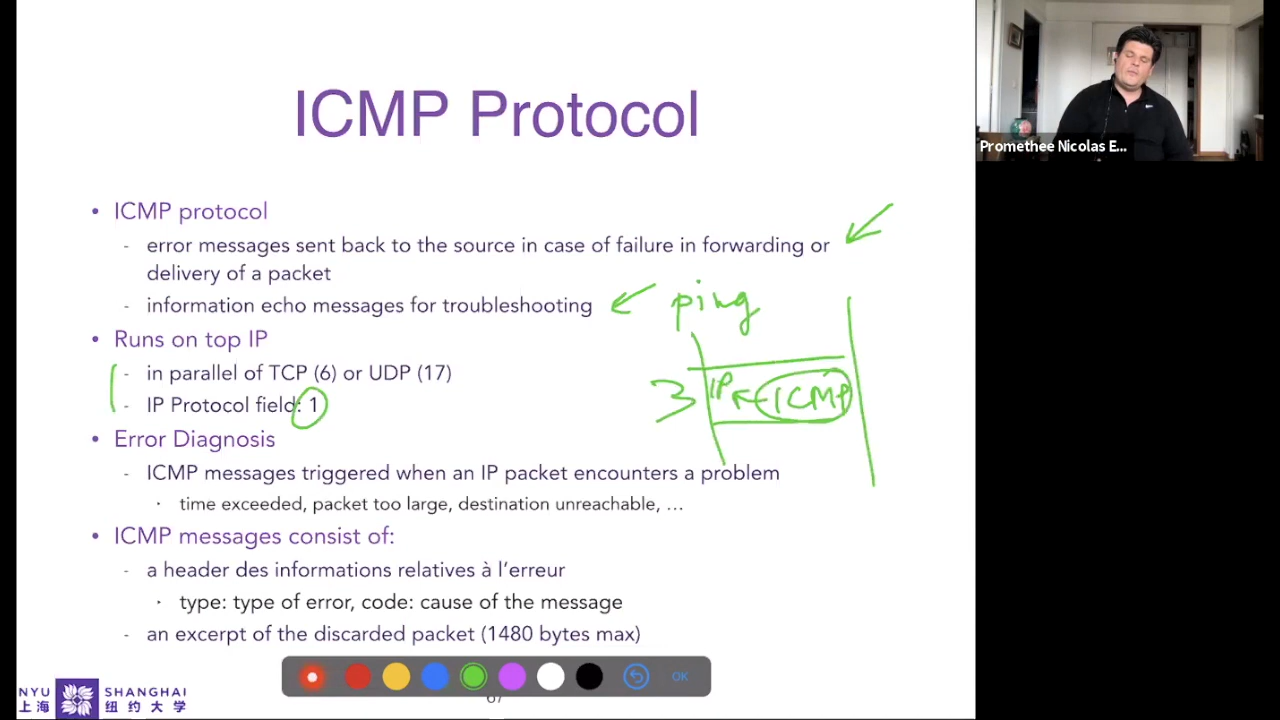 ICMP Protocol
Promethee Nicolas E...
• ICMP protocol
- error messages sent back to the source in case of failure in forwarding or
delivery of a packet
- information echo messages for troubleshooting
ping
• Runs on top IP
- in parallel of TCP (6) or UDP (17)
- IP Protocol field: 1
3 IP ICMP
• Error Diagnosis
- ICMP messages triggered when an IP packet encounters a problem
· time exceeded, packet too large, destination unreachable, …
• ICMP messages consist of:
- a header des informations relatives à l’erreur
· type: type of error, code: cause of the message
- an excerpt of the discarded packet (1480 bytes max)
OK
NYU SHANGHAI
上海 纽约大学
67